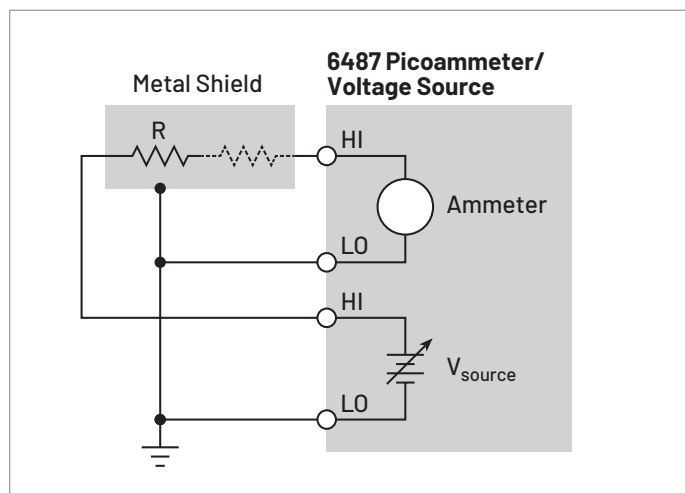 6487 Picoammeter/
Voltage Source
Metal Shield
R
HI
Ammeter
LO
HI
Vsource
LO